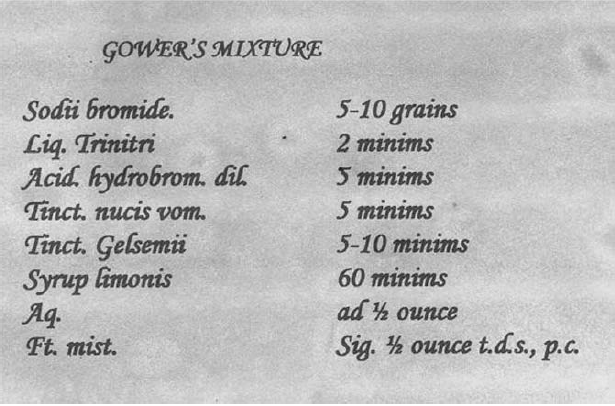 GOWER'S MIXTURE
Sodii bromide. 5-10 grains
Liq. Trinitri 2 minims
Acid. hydrobrom. dil. 5 minims
Tinct. nucis vom. 5 minims
Tinct. Gelsemii 5-10 minims
Syrup limonis 60 minims
Aq. ad ½ ounce
Ft. mist. Sig. ½ ounce t.d.s., p.c.